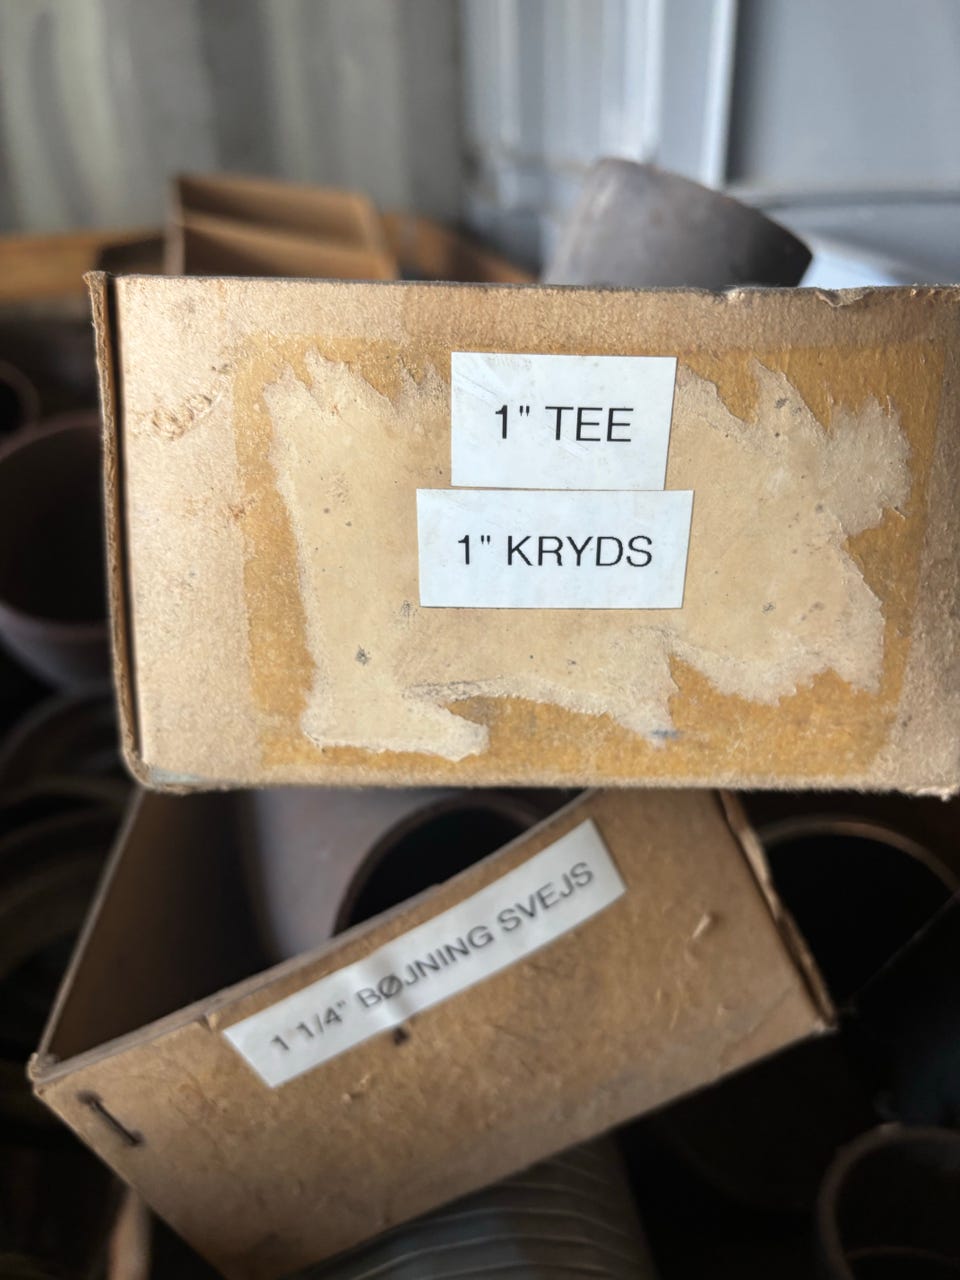 1" TEE
1" KRYDS
1 1/4" BØJNING SVEJS